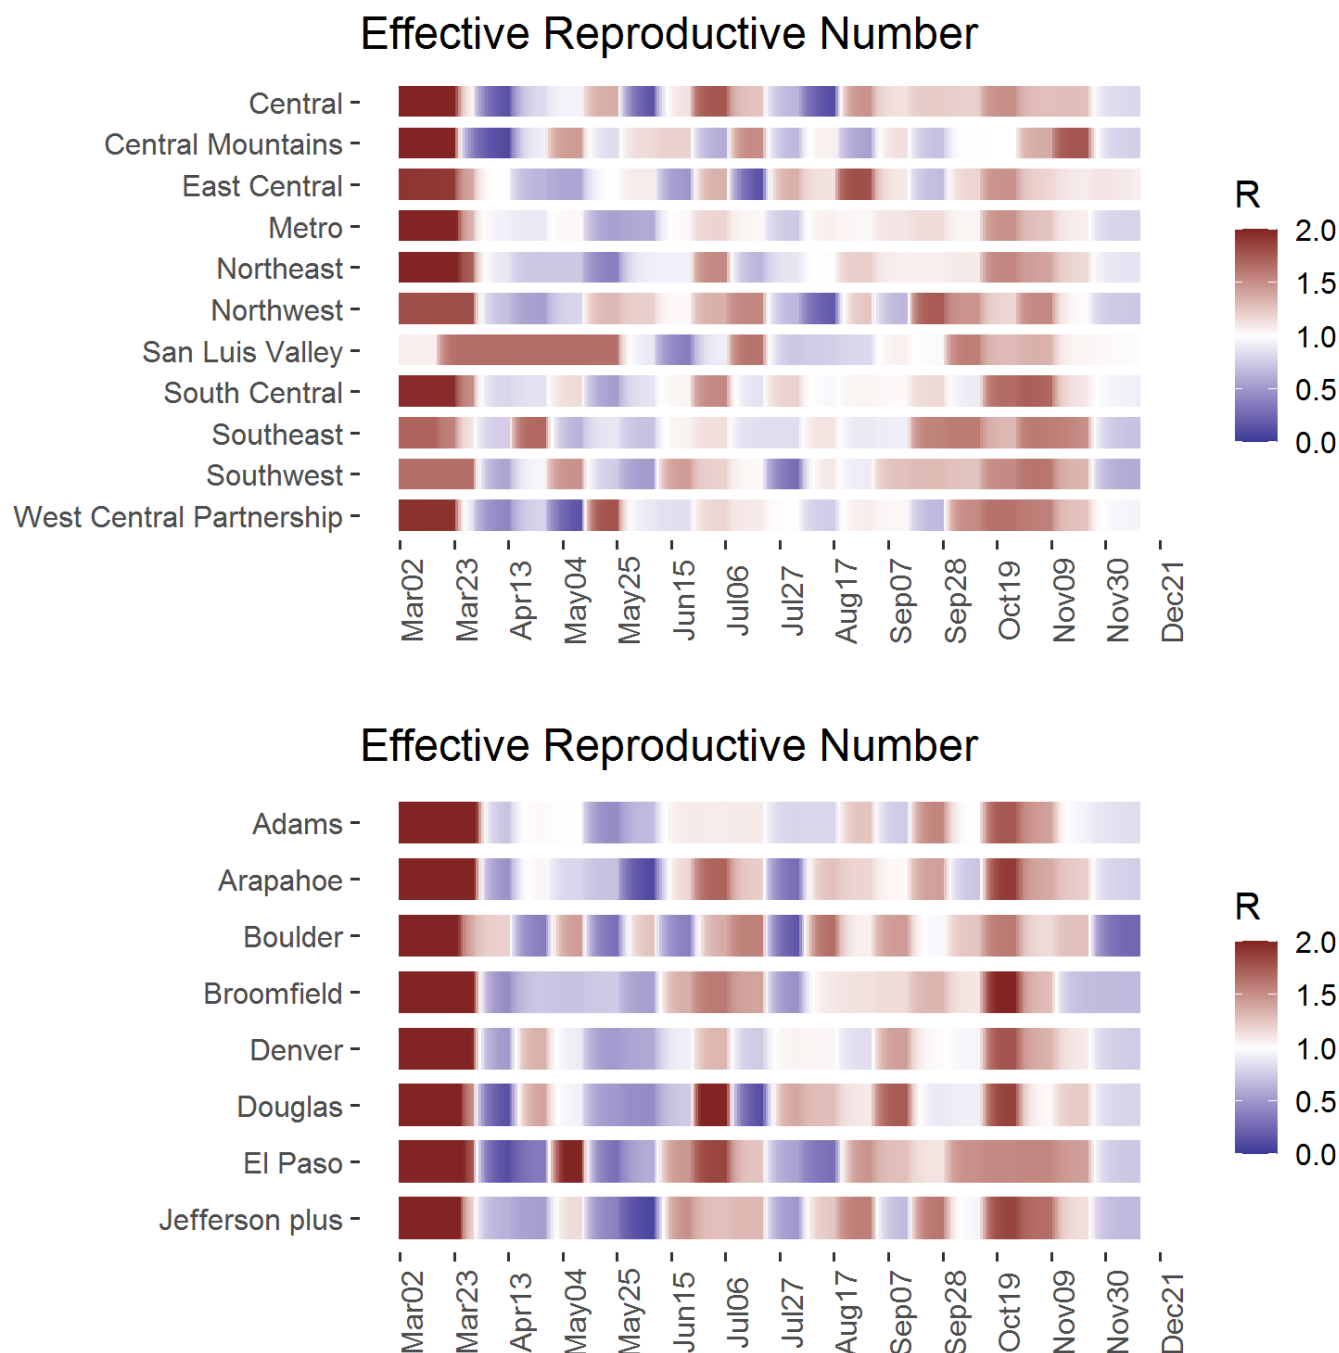 Effective Reproductive Number
Central
Central Mountains
East Central
Metro
Northeast
Northwest
San Luis Valley
South Central
Southeast
Southwest
West Central Partnership
Mar02
Mar23
Apr13
May04
May25
Jun15
Jul06
Jul27
Aug17
Sep07
Sep28
Oct19
Nov09
Nov30
Dec21
R
2.0
1.5
1.0
0.5
0.0
Effective Reproductive Number
Adams
Arapahoe
Boulder
Broomfield
Denver
Douglas
El Paso
Jefferson plus
Mar02
Mar23
Apr13
May04
May25
Jun15
Jul06
Jul27
Aug17
Sep07
Sep28
Oct19
Nov09
Nov30
Dec21
R
2.0
1.5
1.0
0.5
0.0